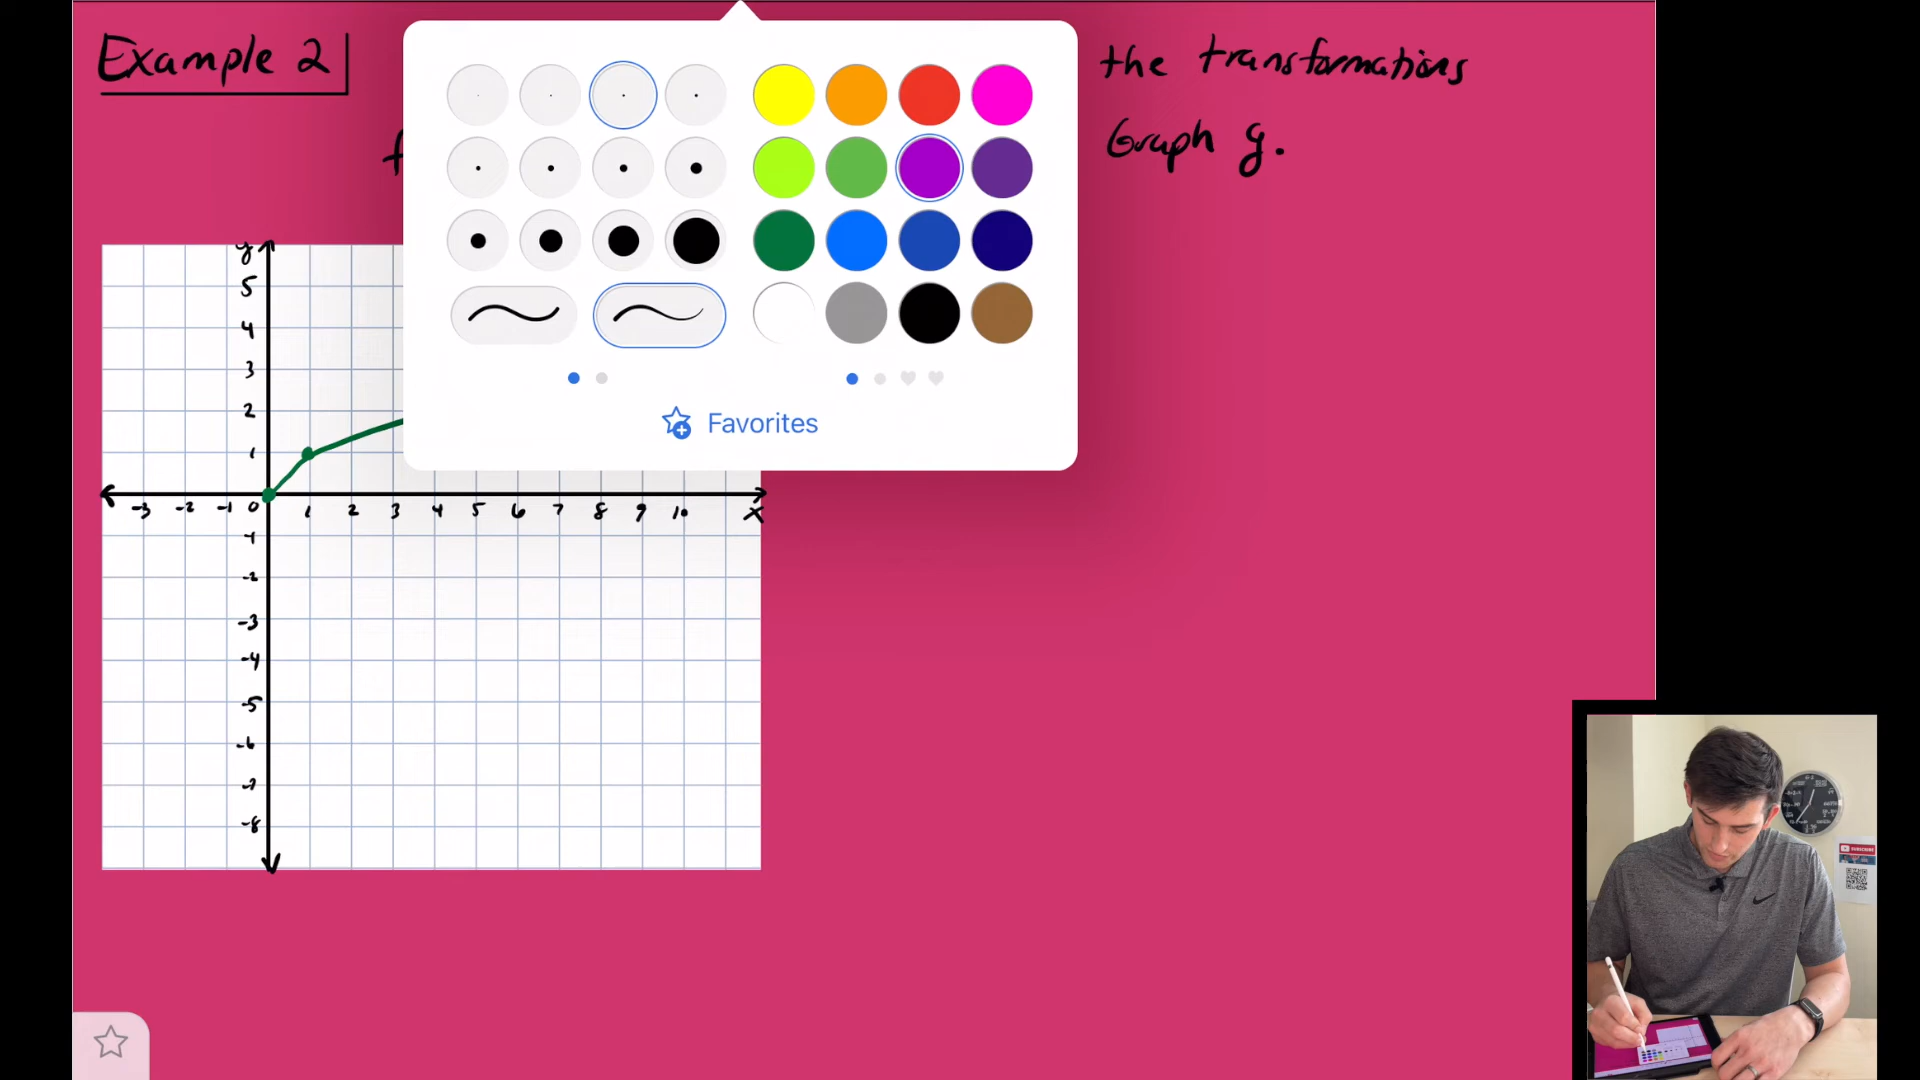 Example 2
the transformations
f
Graph g.
y
5
4
3
2
1
-3 -2 -1 0 1 2 3 4 5 6 7 8 9 10 x
-1
-2
-3
-4
-5
-6
-7
-8
Favorites
SUBSCRIBE